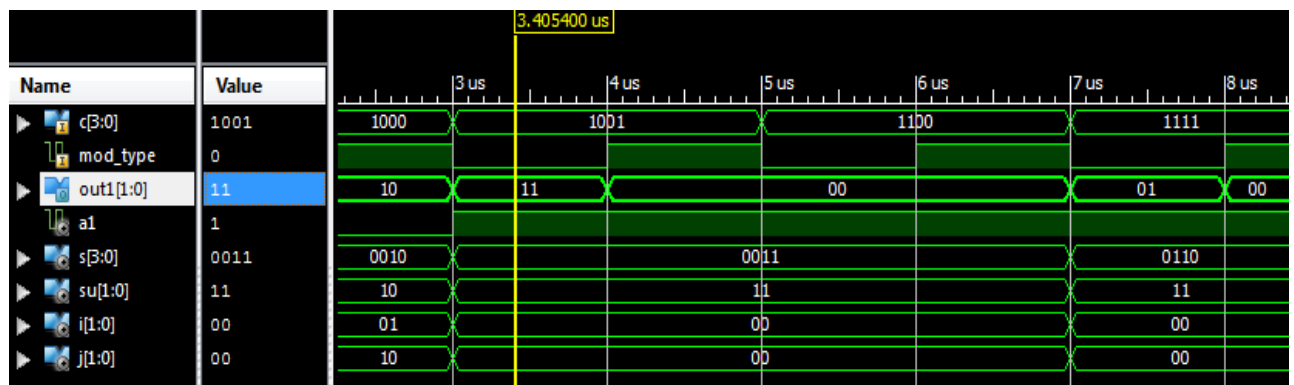 3.405400 us
Name Value 3 us 4 us 5 us 6 us 7 us 8 us
c[3:0] 1001 1000 1001 1100 1111
mod_type 0
out1[1:0] 11 10 11 00 01 00
a1 1
s[3:0] 0011 0010 0011 0110
su[1:0] 11 10 11 11
i[1:0] 00 01 00 00
j[1:0] 00 10 00 00